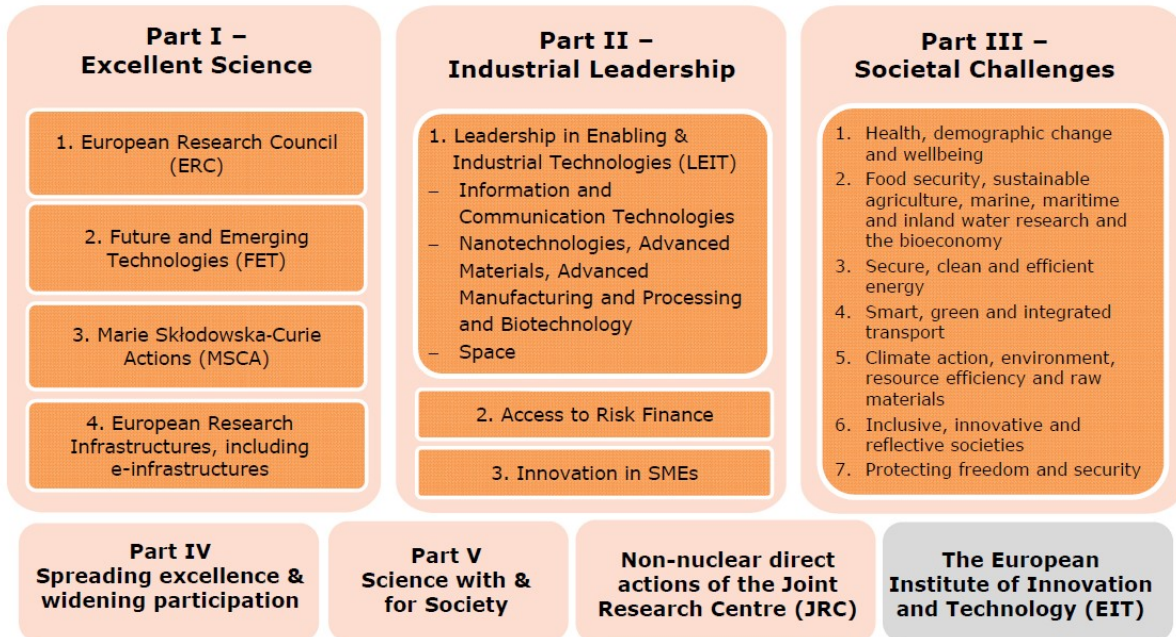 Part I –
Excellent Science
1. European Research Council
(ERC)
2. Future and Emerging
Technologies (FET)
3. Marie Skłodowska-Curie
Actions (MSCA)
4. European Research
Infrastructures, including
e-infrastructures
Part II –
Industrial Leadership
1. Leadership in Enabling &
Industrial Technologies (LEIT)
– Information and
Communication Technologies
– Nanotechnologies, Advanced
Materials, Advanced
Manufacturing and Processing
and Biotechnology
– Space
2. Access to Risk Finance
3. Innovation in SMEs
Part III –
Societal Challenges
1. Health, demographic change
and wellbeing
2. Food security, sustainable
agriculture, marine, maritime
and inland water research and
the bioeconomy
3. Secure, clean and efficient
energy
4. Smart, green and integrated
transport
5. Climate action, environment,
resource efficiency and raw
materials
6. Inclusive, innovative and
reflective societies
7. Protecting freedom and security
Part IV
Spreading excellence &
widening participation
Part V
Science with &
for Society
Non-nuclear direct
actions of the Joint
Research Centre (JRC)
The European
Institute of Innovation
and Technology (EIT)